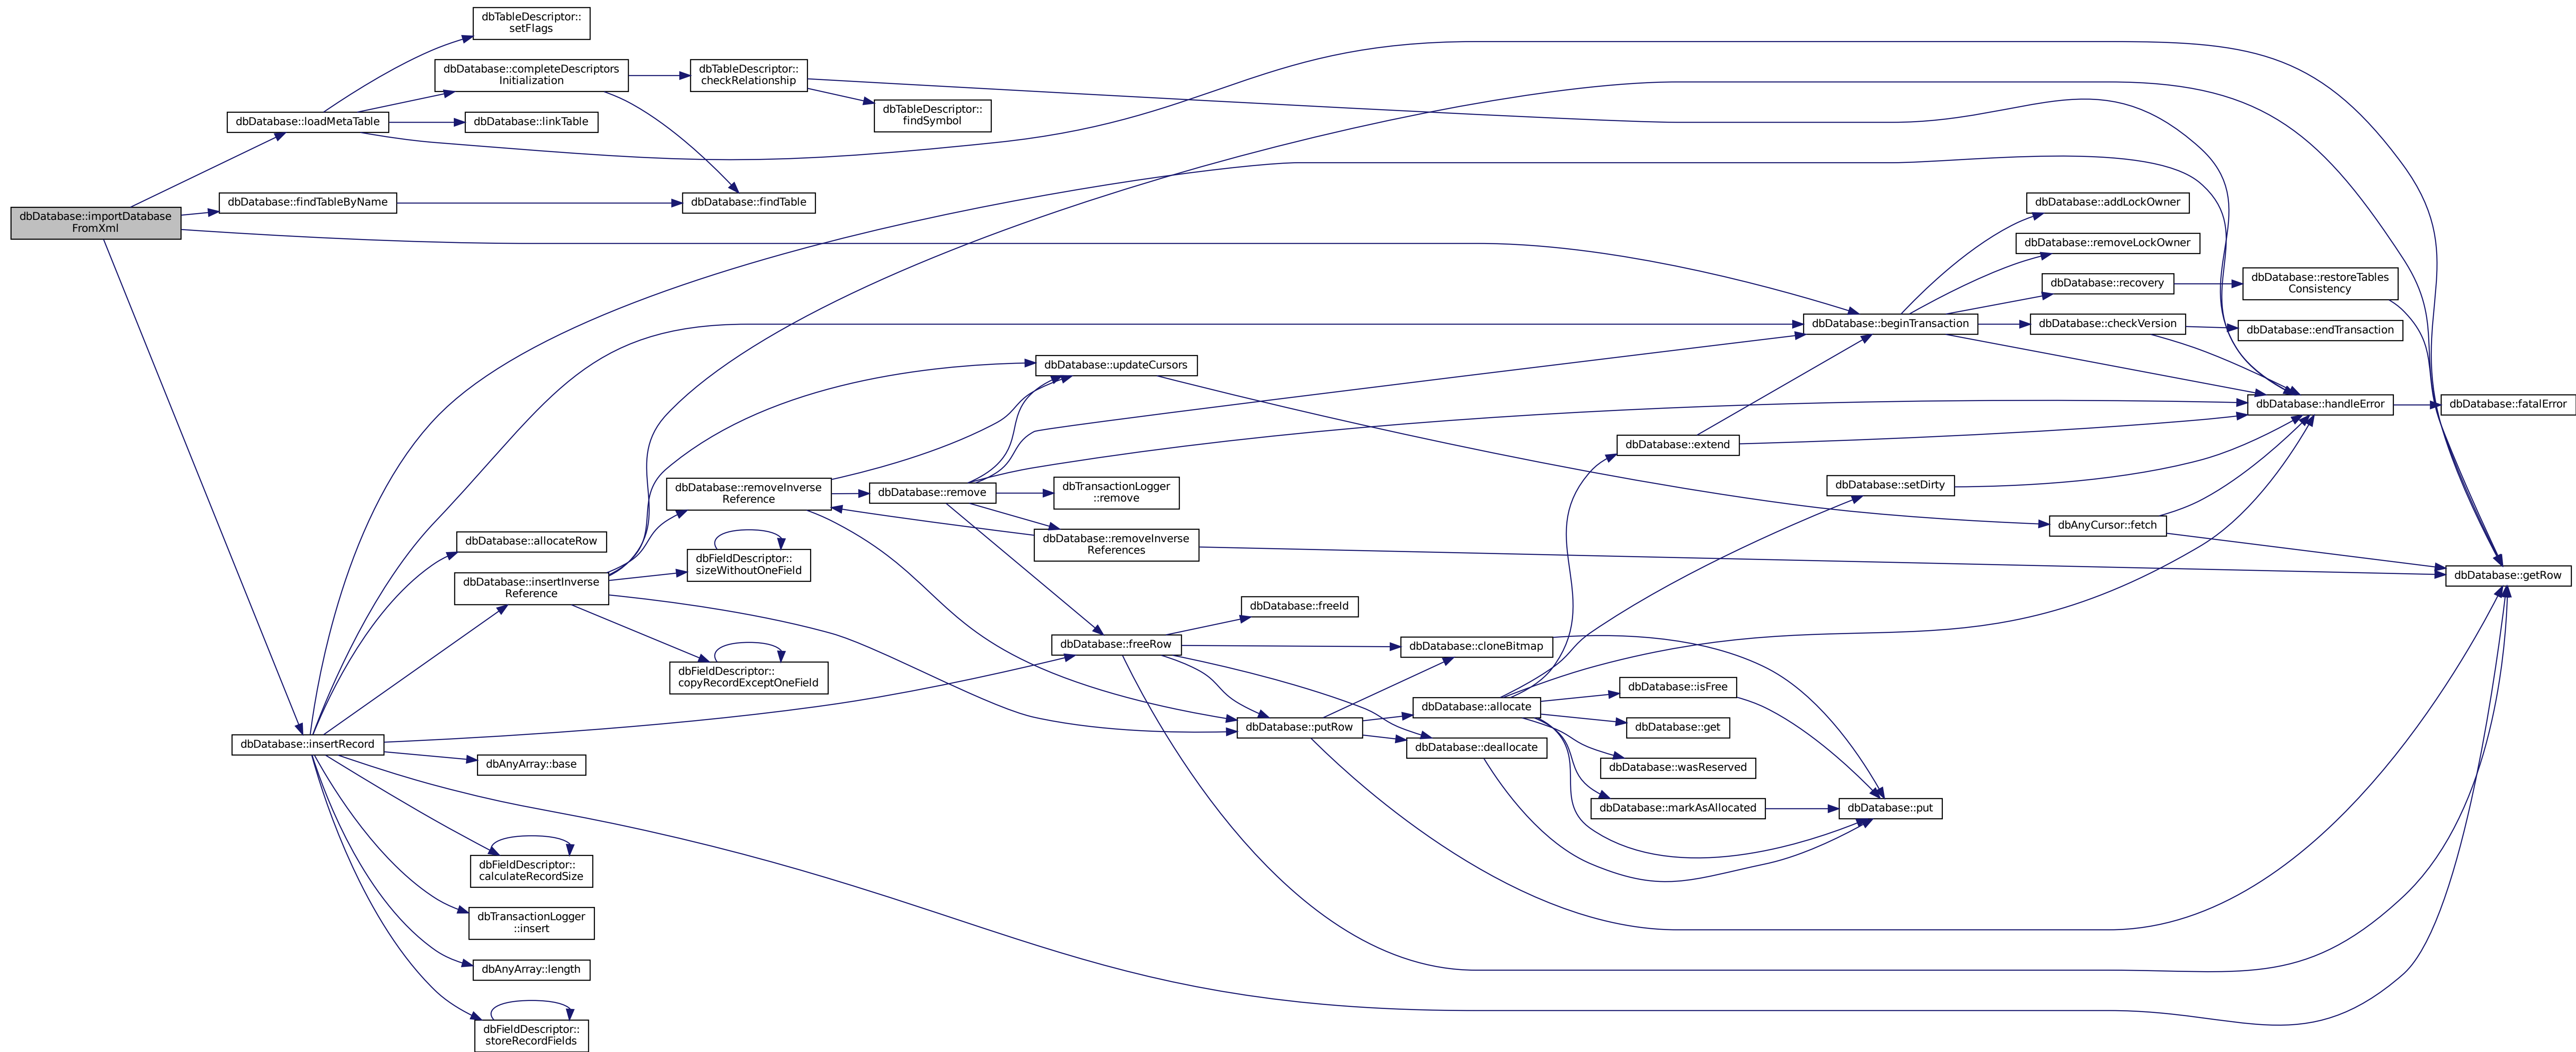 dbTableDescriptor::
setFlags
dbDatabase::completeDescriptors
Initialization
dbTableDescriptor::
checkRelationship
dbTableDescriptor::
findSymbol
dbDatabase::loadMetaTable
dbDatabase::linkTable
dbDatabase::findTableByName
dbDatabase::findTable
dbDatabase::importDatabase
FromXml
dbDatabase::addLockOwner
dbDatabase::removeLockOwner
dbDatabase::recovery
dbDatabase::restoreTables
Consistency
dbDatabase::beginTransaction
dbDatabase::checkVersion
dbDatabase::endTransaction
dbDatabase::updateCursors
dbDatabase::handleError
dbDatabase::fatalError
dbDatabase::extend
dbDatabase::removeInverse
Reference
dbDatabase::remove
dbTransactionLogger
::remove
dbDatabase::setDirty
dbAnyCursor::fetch
dbDatabase::allocateRow
dbDatabase::removeInverse
References
dbFieldDescriptor::
sizeWithoutOneField
dbDatabase::getRow
dbDatabase::insertInverse
Reference
dbDatabase::freeId
dbDatabase::freeRow
dbDatabase::cloneBitmap
dbFieldDescriptor::
copyRecordExceptOneField
dbDatabase::isFree
dbDatabase::allocate
dbDatabase::get
dbDatabase::putRow
dbDatabase::deallocate
dbDatabase::insertRecord
dbAnyArray::base
dbDatabase::wasReserved
dbDatabase::markAsAllocated
dbDatabase::put
dbFieldDescriptor::
calculateRecordSize
dbTransactionLogger
::insert
dbAnyArray::length
dbFieldDescriptor::
storeRecordFields